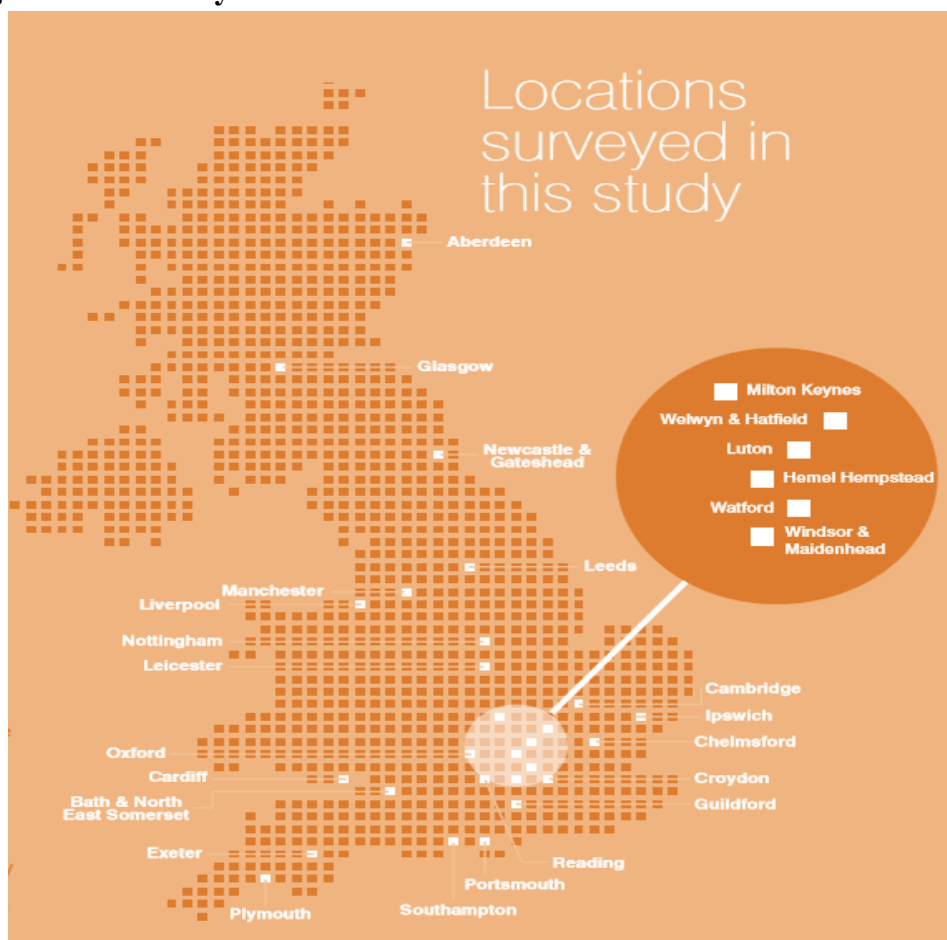 Locations
surveyed in
this study
Aberdeen
Glasgow
Milton Keynes
Welwyn & Hatfield
Luton
Hemel Hempstead
Watford
Windsor &
Maidenhead
Newcastle &
Gateshead
Leeds
Manchester
Liverpool
Nottingham
Leicester
Cambridge
Ipswich
Chelmsford
Oxford
Cardiff
Croydon
Bath & North
East Somerset
Guildford
Exeter
Reading
Portsmouth
Plymouth
Southampton